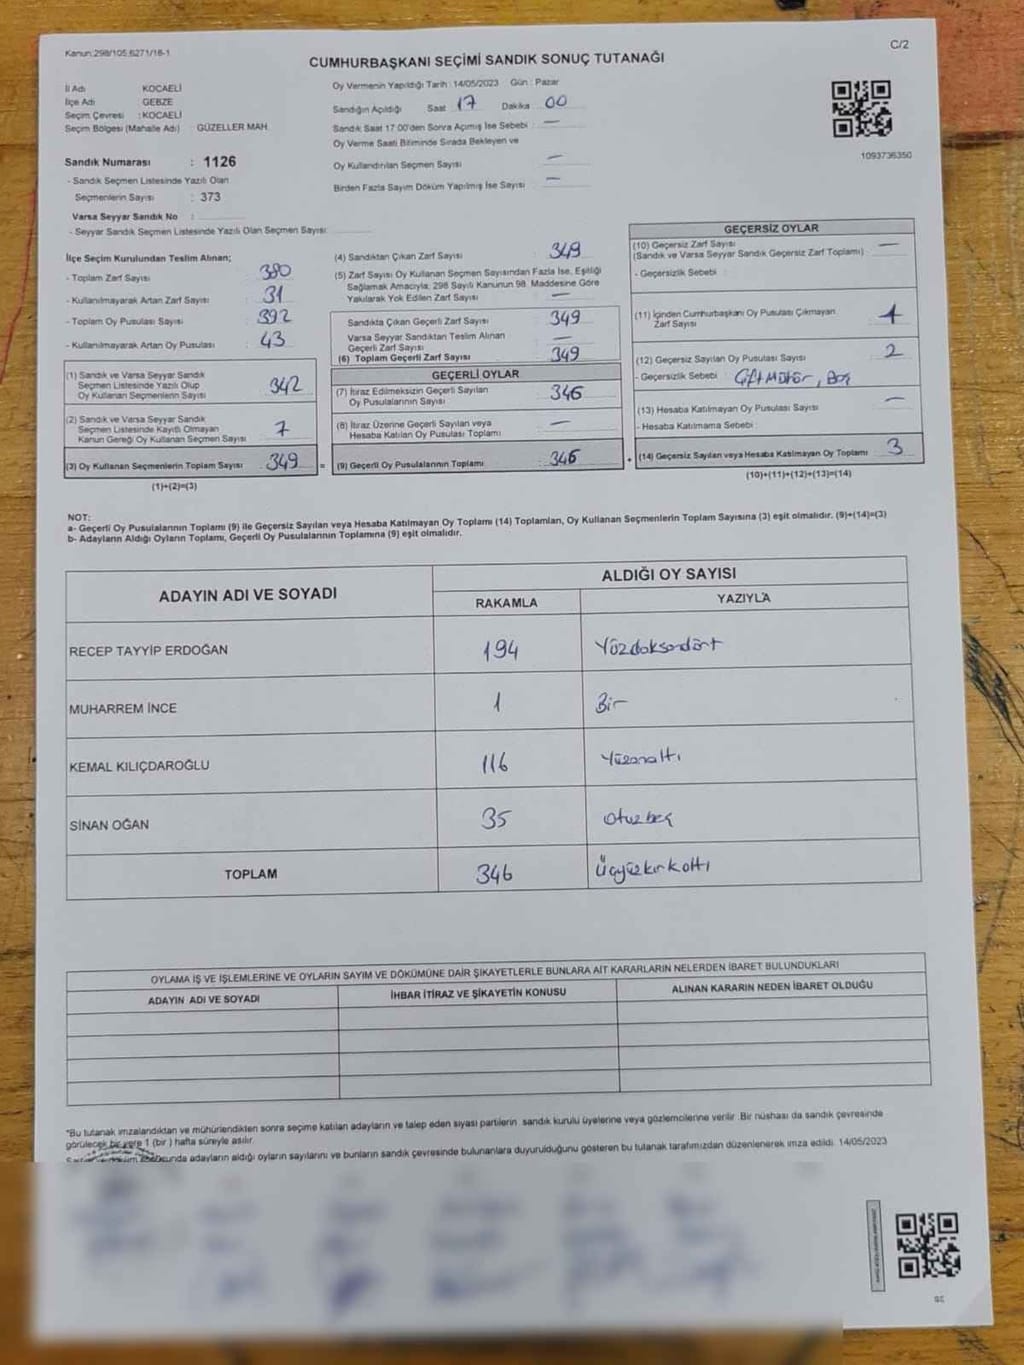 Kanun:298/105.6271/16-1
C/2
CUMHURBAŞKANI SEÇİMİ SANDIK SONUÇ TUTANAĞI
İl Adı KOCAELİ
İlçe Adı GEBZE
Seçim Çevresi : KOCAELİ
Seçim Bölgesi (Mahalle Adı) : GÜZELLER MAH.
Sandık Numarası : 1126
- Sandık Seçmen Listesinde Yazılı Olan
Seçmenlerin Sayısı : 373
Varsa Seyyar Sandık No :
- Seyyar Sandık Seçmen Listesinde Yazılı Olan Seçmen Sayısı:
Oy Vermenin Yapıldığı Tarih : 14/05/2023 Gün : Pazar
Sandığın Açıldığı Saat 17 Dakika 00
Sandık Saat 17:00'den Sonra Açımış İse Sebebi : —
Oy Verme Saati Bitiminde Sırada Bekleyen ve
Oy Kullandırılan Seçmen Sayısı —
Birden Fazla Sayım Döküm Yapılmış İse Sayısı —
1093736350
İlçe Seçim Kurulundan Teslim Alınan;
- Toplam Zarf Sayısı 380
- Kullanılmayarak Artan Zarf Sayısı : 31
- Toplam Oy Pusulası Sayısı : 392
- Kullanılmayarak Artan Oy Pusulası : 43
(1) Sandık ve Varsa Seyyar Sandık
Seçmen Listesinde Yazılı Olup
Oy Kullanan Seçmenlerin Sayısı : 342
(2) Sandık ve Varsa Seyyar Sandık
Seçmen Listesinde Kayıtlı Olmayan
Kanun Gereği Oy Kullanan Seçmen Sayısı : 7
(3) Oy Kullanan Seçmenlerin Toplam Sayısı : 349 =
(1)+(2)=(3)
(4) Sandıktan Çıkan Zarf Sayısı : 349
(5) Zarf Sayısı Oy Kullanan Seçmen Sayısından Fazla İse, Eşitliği
Sağlamak Amacıyla, 298 Sayılı Kanunun 98. Maddesine Göre
Yakılarak Yok Edilen Zarf Sayısı —
Sandıkta Çıkan Geçerli Zarf Sayısı : 349
Varsa Seyyar Sandıktan Teslim Alınan
Geçerli Zarf Sayısı —
(6) Toplam Geçerli Zarf Sayısı : 349
GEÇERLİ OYLAR
(7) İtiraz Edilmeksizin Geçerli Sayılan
Oy Pusulalarının Sayısı : 346
(8) İtiraz Üzerine Geçerli Sayılan veya
Hesaba Katılan Oy Pusulası Toplamı : —
(9) Geçerli Oy Pusulalarının Toplamı : 346 +
GEÇERSİZ OYLAR
(10) Geçersiz Zarf Sayısı —
(Sandık ve Varsa Seyyar Sandık Geçersiz Zarf Toplamı)
- Geçersizlik Sebebi :
(11) İçinden Cumhurbaşkanı Oy Pusulası Çıkmayan
Zarf Sayısı 1
(12) Geçersiz Sayılan Oy Pusulası Sayısı : 2
- Geçersizlik Sebebi : Çift Mühür, Boş
(13) Hesaba Katılmayan Oy Pusulası Sayısı : —
- Hesaba Katılmama Sebebi :
(14) Geçersiz Sayılan veya Hesaba Katılmayan Oy Toplamı : 3
(10)+(11)+(12)+(13)=(14)
NOT:
a- Geçerli Oy Pusulalarının Toplamı (9) ile Geçersiz Sayılan veya Hesaba Katılmayan Oy Toplamı (14) Toplamları, Oy Kullanan Seçmenlerin Toplam Sayısına (3) eşit olmalıdır. (9)+(14)=(3)
b- Adayların Aldığı Oyların Toplamı, Geçerli Oy Pusulalarının Toplamına (9) eşit olmalıdır.
ADAYIN ADI VE SOYADI
ALDIĞI OY SAYISI
RAKAMLA YAZIYLA
RECEP TAYYİP ERDOĞAN 194 Yüzdoksandört
MUHARREM İNCE 1 Bir
KEMAL KILIÇDAROĞLU 116 Yüzonaltı
SİNAN OĞAN 35 Otuzbeş
TOPLAM 346 Üçyüzkırkaltı
OYLAMA İŞ VE İŞLEMLERİNE VE OYLARIN SAYIM VE DÖKÜMÜNE DAİR ŞİKAYETLERLE BUNLARA AİT KARARLARIN NELERDEN İBARET BULUNDUKLARI
ADAYIN ADI VE SOYADI İHBAR İTİRAZ VE ŞİKAYETİN KONUSU ALINAN KARARIN NEDEN İBARET OLDUĞU
"Bu tutanak imzalandıktan ve mühürlendikten sonra seçime katılan adayların ve talep eden siyasi partilerin sandık kurulu üyelerine veya gözlemcilerine verilir. Bir nüshası da sandık çevresinde
görülecek bir yere 1 (bir) hafta süreyle asılır.
adayların aldığı oyların sayılarını ve bunların sandık çevresinde bulunanlara duyurulduğunu gösteren bu tutanak tarafımızdan düzenlenerek imza edildi. 14/05/2023